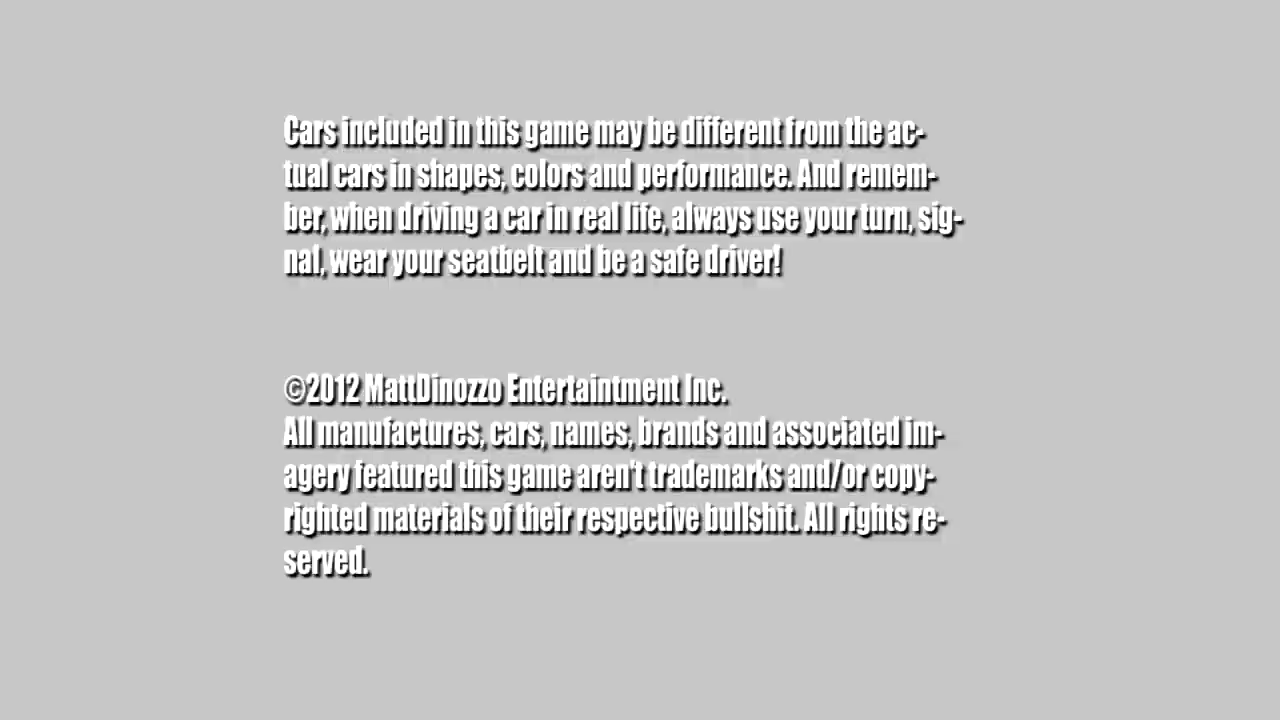 Cars included in this game may be different from the ac-
tual cars in shapes, colors and performance. And remem-
ber, when driving a car in real life, always use your turn, sig-
nal, wear your seatbelt and be a safe driver!
©2012 MattDinozzo Entertaintment Inc.
All manufactures, cars, names, brands and associated im-
agery featured this game aren't trademarks and/or copy-
righted materials of their respective bullshit. All rights re-
served.